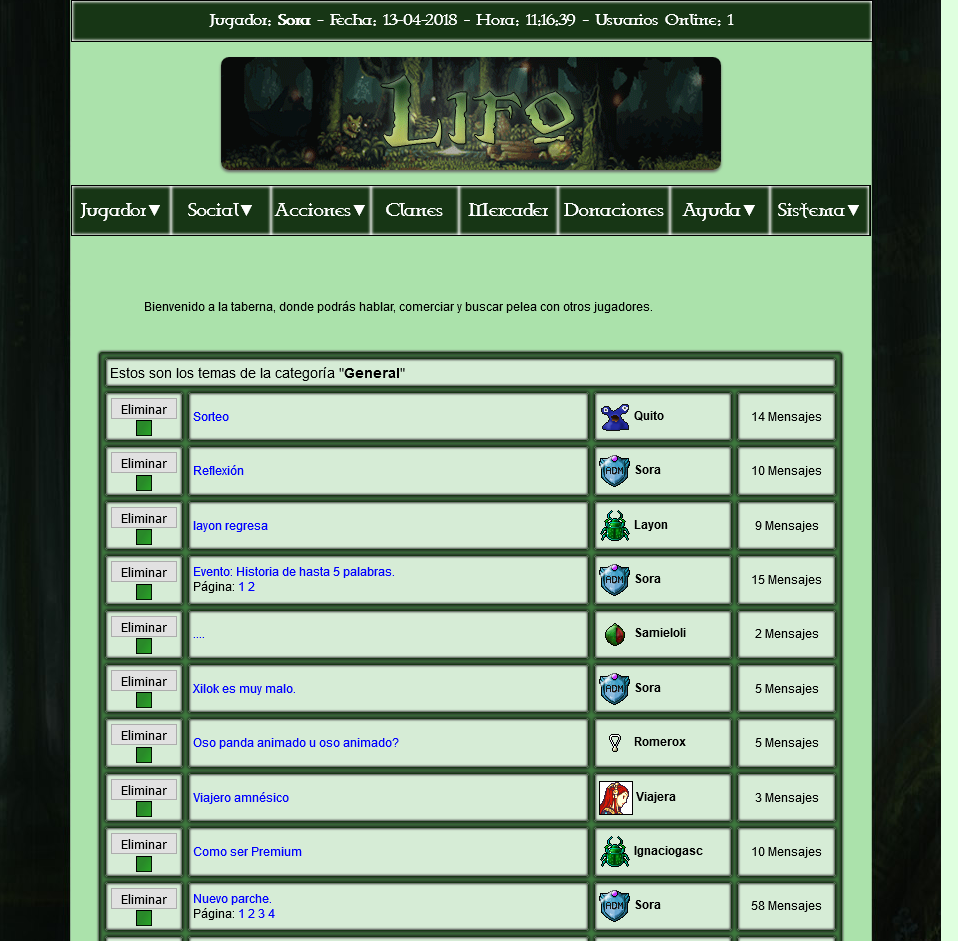 Jugador: Sora - Fecha: 13-04-2018 - Hora: 11:16:39 - Usuarios Online: 1
Lifo
Jugador▼ Social▼ Acciones▼ Clanes Mercader Donaciones Ayuda▼ Sistema▼
Bienvenido a la taberna, donde podrás hablar, comerciar y buscar pelea con otros jugadores.
Estos son los temas de la categoría "General"
Eliminar Sorteo Quito 14 Mensajes
Eliminar Reflexión ADM Sora 10 Mensajes
Eliminar layon regresa Layon 9 Mensajes
Eliminar Evento: Historia de hasta 5 palabras. ADM Sora 15 Mensajes
Página: 1 2
Eliminar .... Samieloli 2 Mensajes
Eliminar Xilok es muy malo. ADM Sora 5 Mensajes
Eliminar Oso panda animado u oso animado? Romerox 5 Mensajes
Eliminar Viajero amnésico Viajera 3 Mensajes
Eliminar Como ser Premium Ignaciogasc 10 Mensajes
Eliminar Nuevo parche. ADM Sora 58 Mensajes
Página: 1 2 3 4